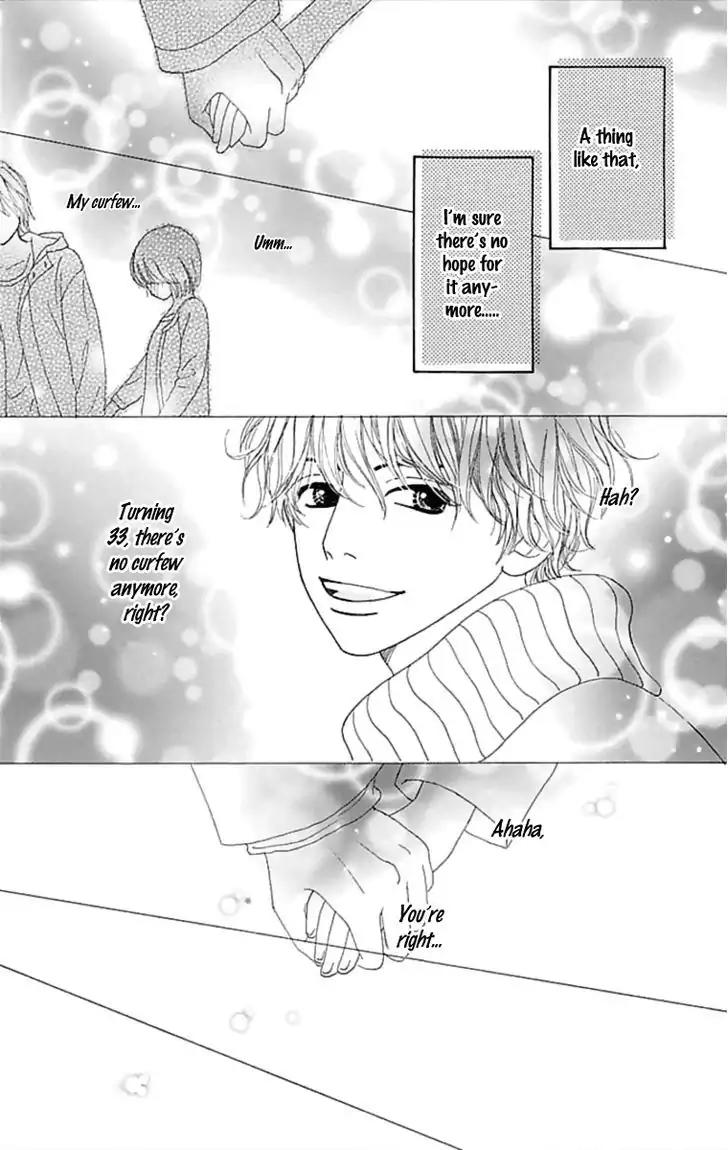 A thing
like that,
I'm sure
there's no
hope for
it any-
more.....
Umm...
My curfew...
Hah?
Turning
33, there's
no curfew
anymore,
right?
Ahaha,
You're
right...